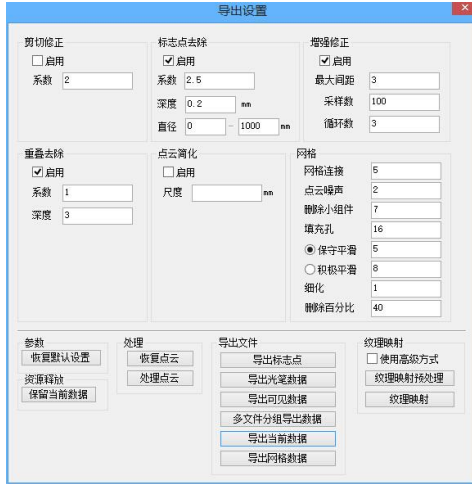 导出设置
剪切修正
启用
系数 2
标志点去除
启用
系数 2.5
深度 0.2 mm
直径 0 - 1000 mm
增强修正
启用
最大间距 3
采样数 100
循环数 3
重叠去除
启用
系数 1
深度 3
点云简化
启用
尺度 mm
网格
网格连接 5
点云噪声 2
删除小组件 7
填充孔 16
保守平滑 5
积极平滑 8
细化 1
删除百分比 40
参数
恢复默认设置
资源释放
保留当前数据
处理
恢复点云
处理点云
导出文件
导出标志点
导出光笔数据
导出可见数据
多文件分组导出数据
导出当前数据
导出网格数据
纹理映射
使用高级方式
纹理映射预处理
纹理映射